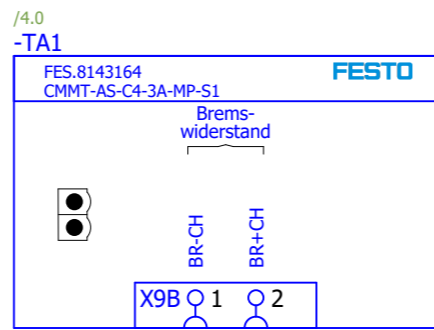 /4.0
-TA1
FES.8143164
CMMT-AS-C4-3A-MP-S1
FESTO
Brems-
widerstand
BR-CH
BR+CH
X9B 1 2